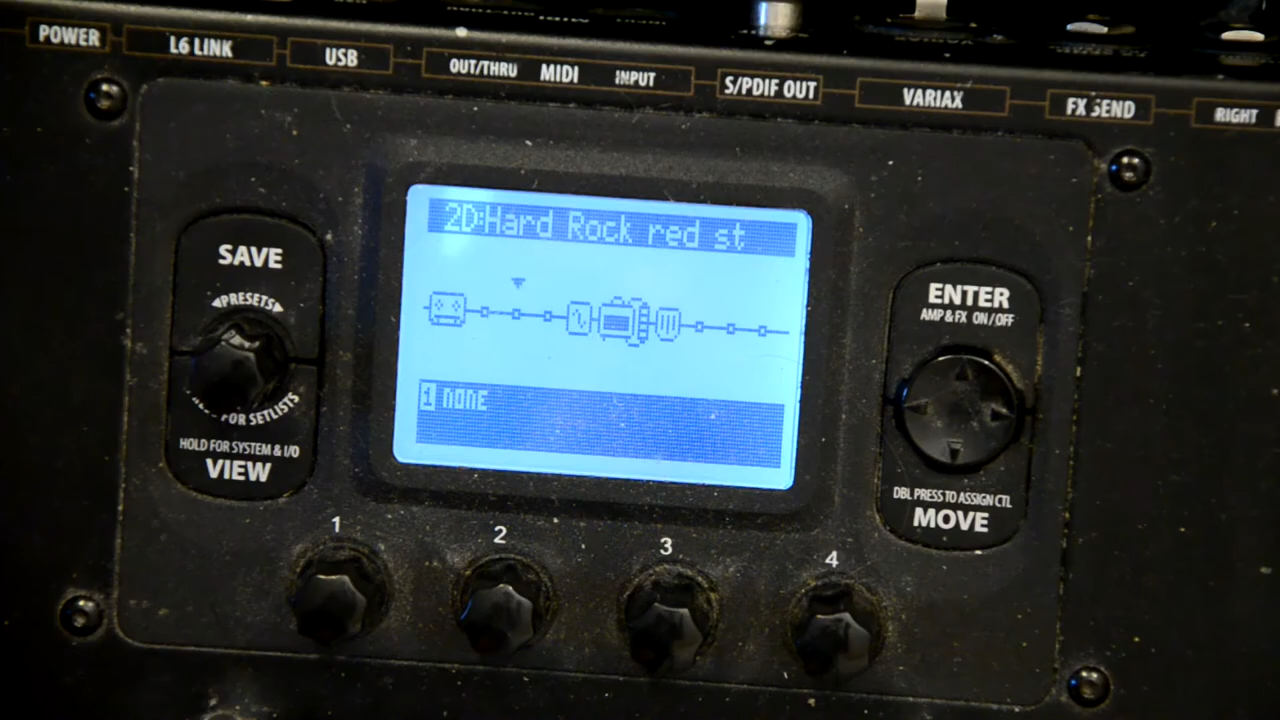 POWER
L6 LINK
USB
OUT/THRU MIDI INPUT
S/PDIF OUT
VARIAX
FX SEND
RIGHT
2D:Hard Rock red st
1 none
SAVE
PRESETS
FOR SETLISTS
HOLD FOR SYSTEM & I/O
VIEW
ENTER
AMP & FX ON/OFF
DBL PRESS TO ASSIGN CTL
MOVE
1
2
3
4